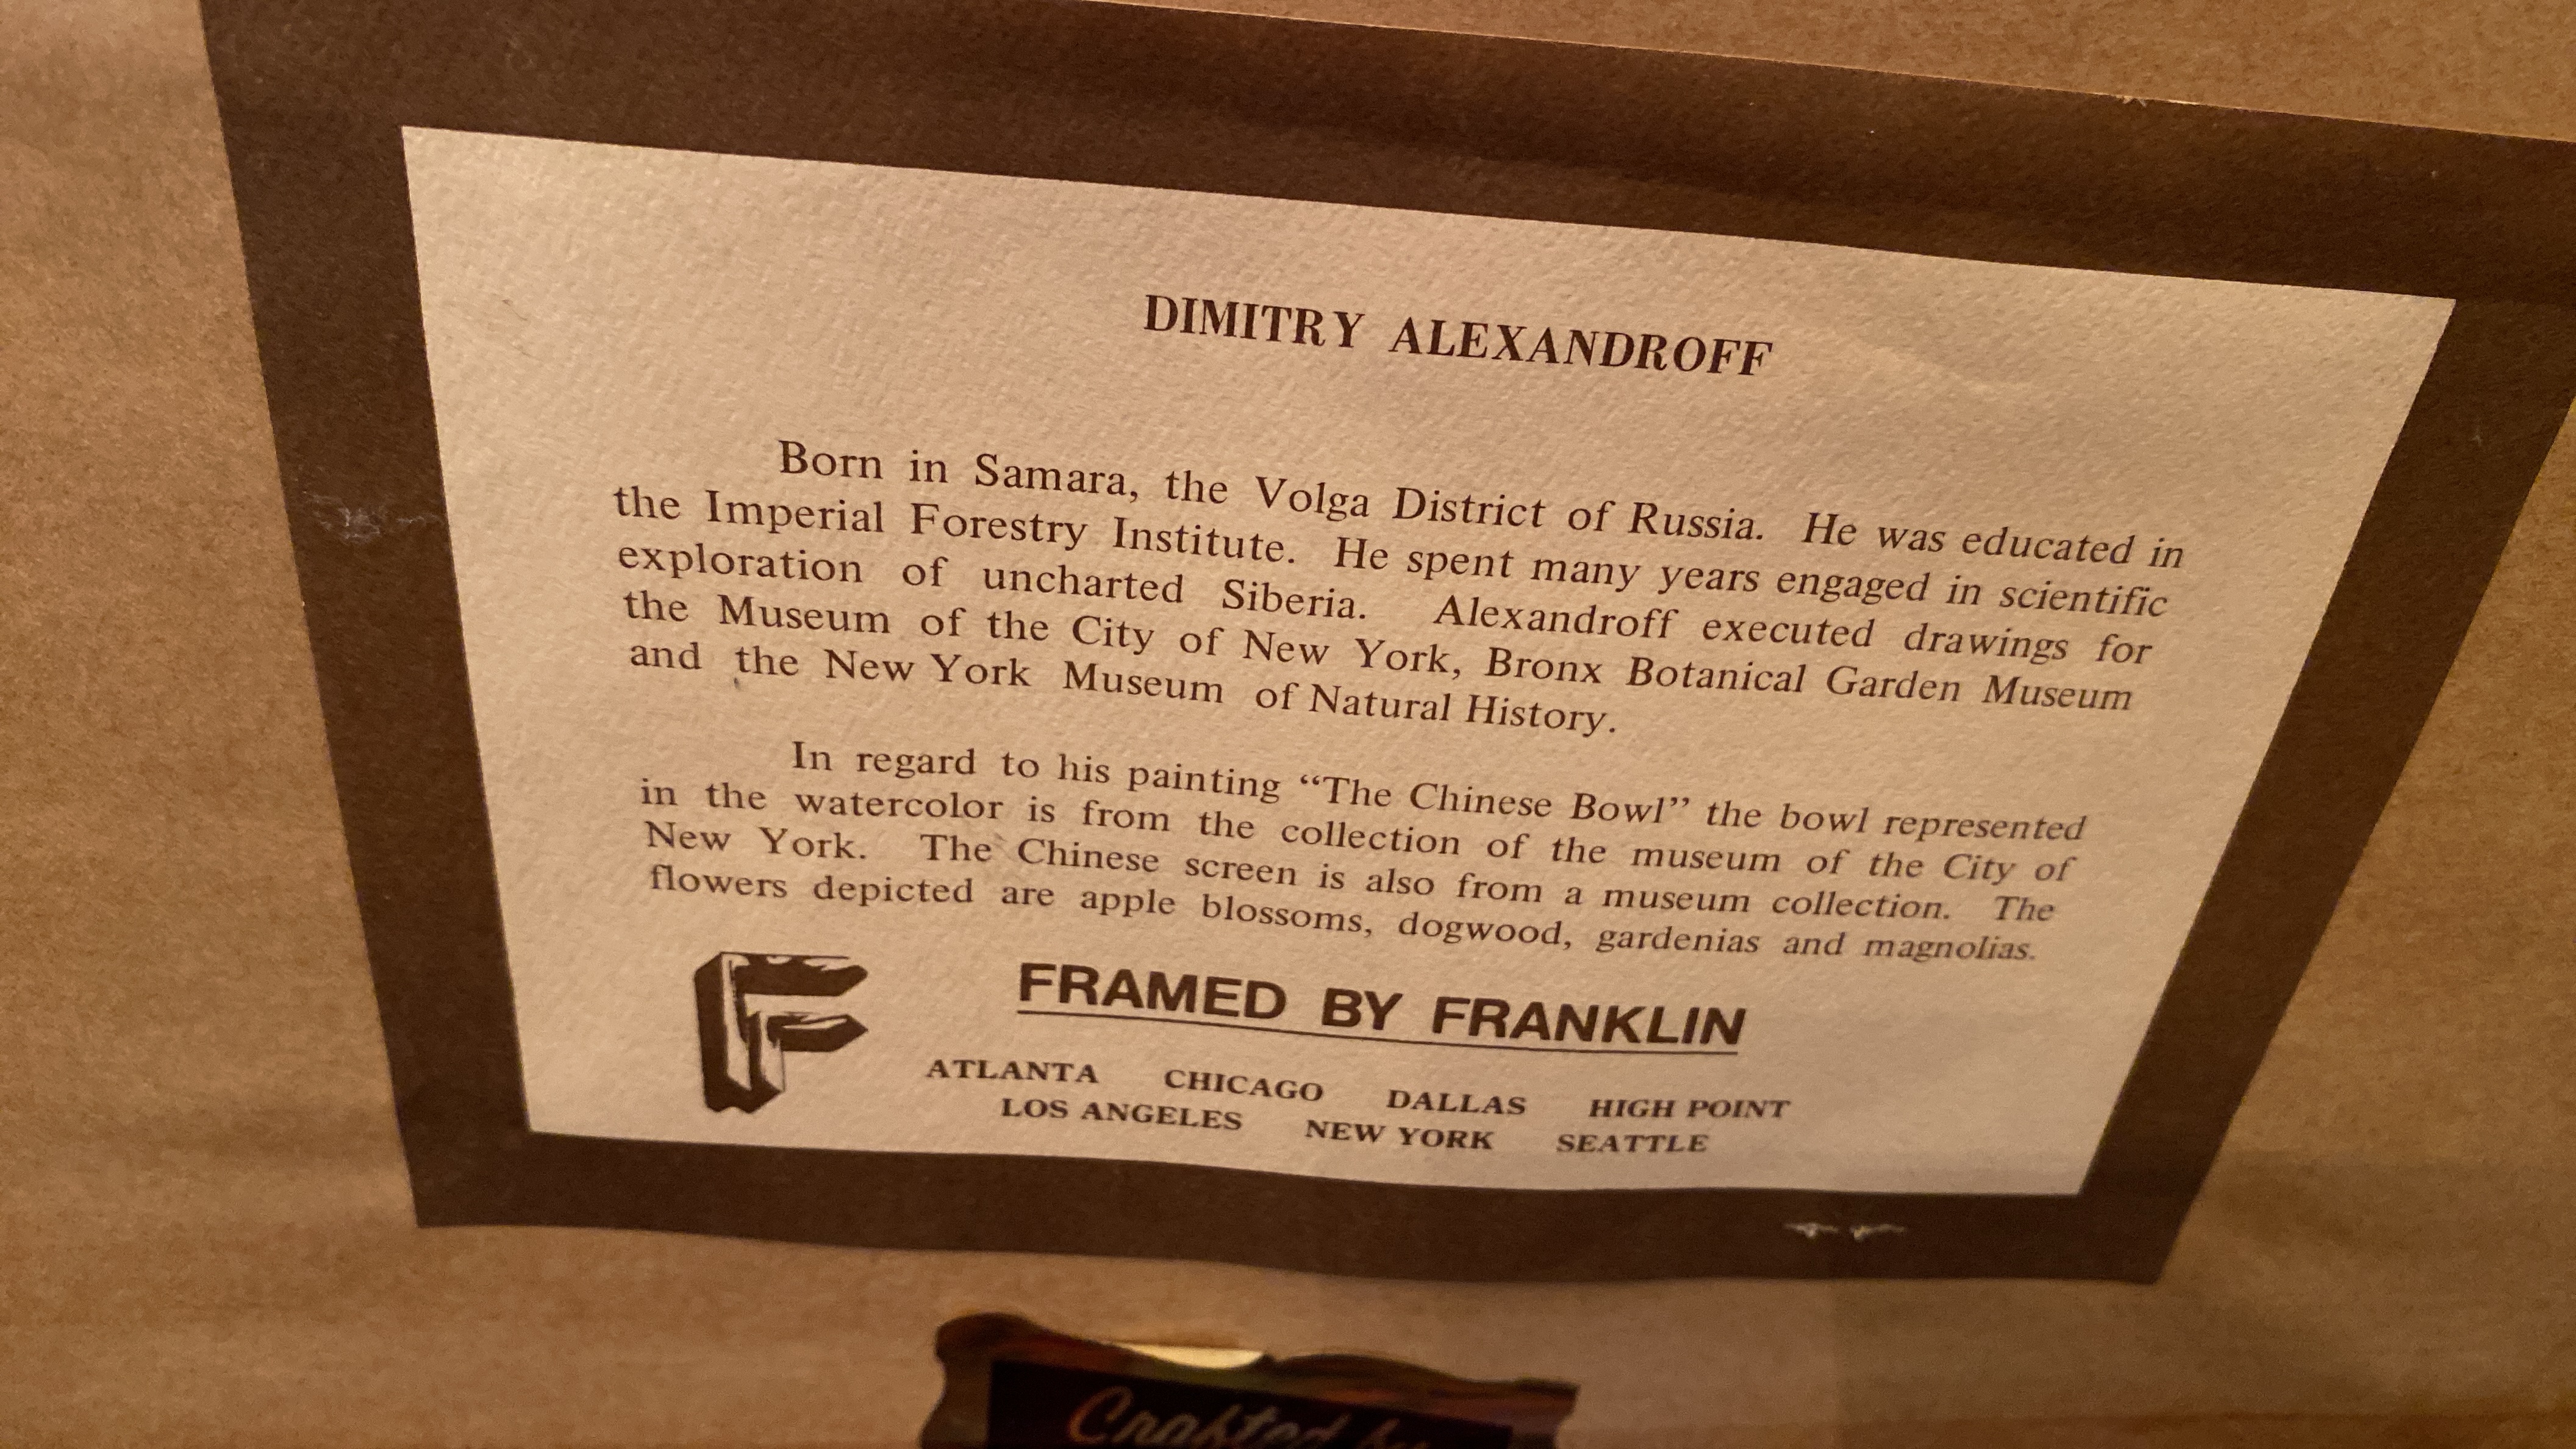 DIMITRY ALEXANDROFF
Born in Samara, the Volga District of Russia. He was educated in
the Imperial Forestry Institute. He spent many years engaged in scientific
exploration of uncharted Siberia. Alexandroff executed drawings for
the Museum of the City of New York, Bronx Botanical Garden Museum
and the New York Museum of Natural History.
In regard to his painting “The Chinese Bowl” the bowl represented
in the watercolor is from the collection of the museum of the City of
New York. The Chinese screen is also from a museum collection. The
flowers depicted are apple blossoms, dogwood, gardenias and magnolias.
F
FRAMED BY FRANKLIN
ATLANTA CHICAGO DALLAS HIGH POINT
LOS ANGELES NEW YORK SEATTLE
Crafted by